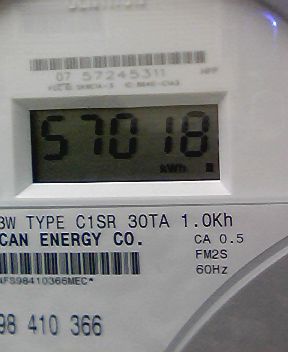 07 57245311
57018
kWh
3W TYPE C1SR 30TA 1.0Kh
CAN ENERGY CO. CA 0.5
FM2S
60Hz
NFS98410366MEC*
98 410 366